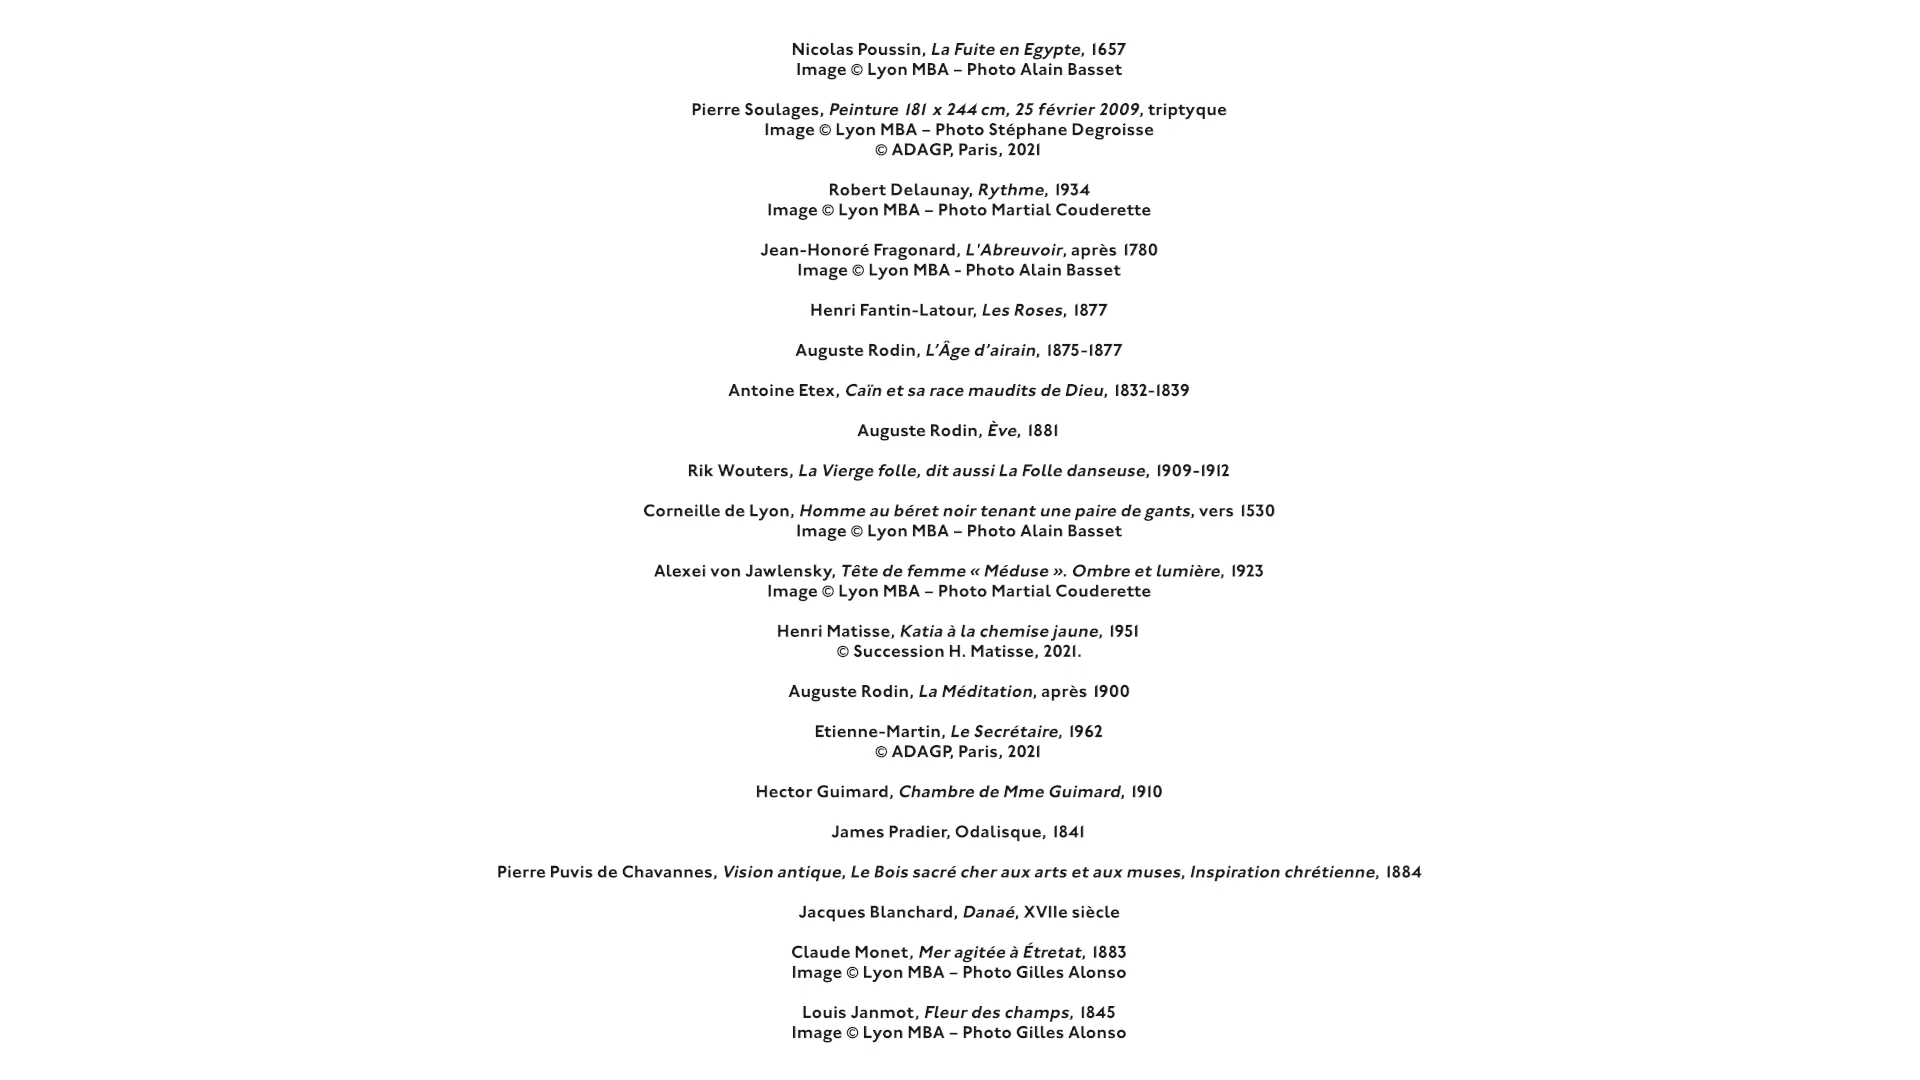 Nicolas Poussin, La Fuite en Egypte, 1657
Image © Lyon MBA – Photo Alain Basset
Pierre Soulages, Peinture 181 x 244 cm, 25 février 2009, triptyque
Image © Lyon MBA – Photo Stéphane Degroisse
© ADAGP, Paris, 2021
Robert Delaunay, Rythme, 1934
Image © Lyon MBA – Photo Martial Couderette
Jean-Honoré Fragonard, L'Abreuvoir, après 1780
Image © Lyon MBA - Photo Alain Basset
Henri Fantin-Latour, Les Roses, 1877
Auguste Rodin, L’Âge d’airain, 1875-1877
Antoine Etex, Caïn et sa race maudits de Dieu, 1832-1839
Auguste Rodin, Ève, 1881
Rik Wouters, La Vierge folle, dit aussi La Folle danseuse, 1909-1912
Corneille de Lyon, Homme au béret noir tenant une paire de gants, vers 1530
Image © Lyon MBA – Photo Alain Basset
Alexei von Jawlensky, Tête de femme « Méduse ». Ombre et lumière, 1923
Image © Lyon MBA – Photo Martial Couderette
Henri Matisse, Katia à la chemise jaune, 1951
© Succession H. Matisse, 2021.
Auguste Rodin, La Méditation, après 1900
Etienne-Martin, Le Secrétaire, 1962
© ADAGP, Paris, 2021
Hector Guimard, Chambre de Mme Guimard, 1910
James Pradier, Odalisque, 1841
Pierre Puvis de Chavannes, Vision antique, Le Bois sacré cher aux arts et aux muses, Inspiration chrétienne, 1884
Jacques Blanchard, Danaé, XVIIe siècle
Claude Monet, Mer agitée à Étretat, 1883
Image © Lyon MBA – Photo Gilles Alonso
Louis Janmot, Fleur des champs, 1845
Image © Lyon MBA – Photo Gilles Alonso